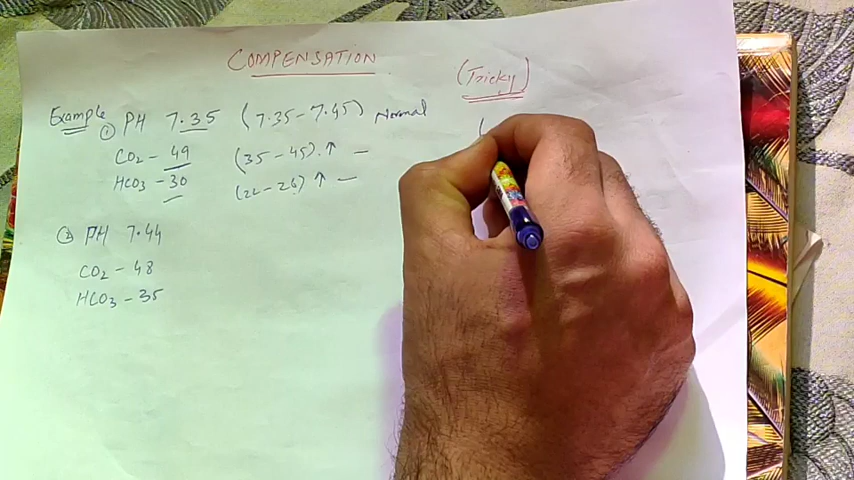 COMPENSATION
(Tricky)
Example ① PH 7.35 (7.35 - 7.45) Normal
CO2 - 49 (35 - 45) ↑ -
HCO3 - 30 (22 - 26) ↑ -
② PH 7.44
CO2 - 48
HCO3 - 35